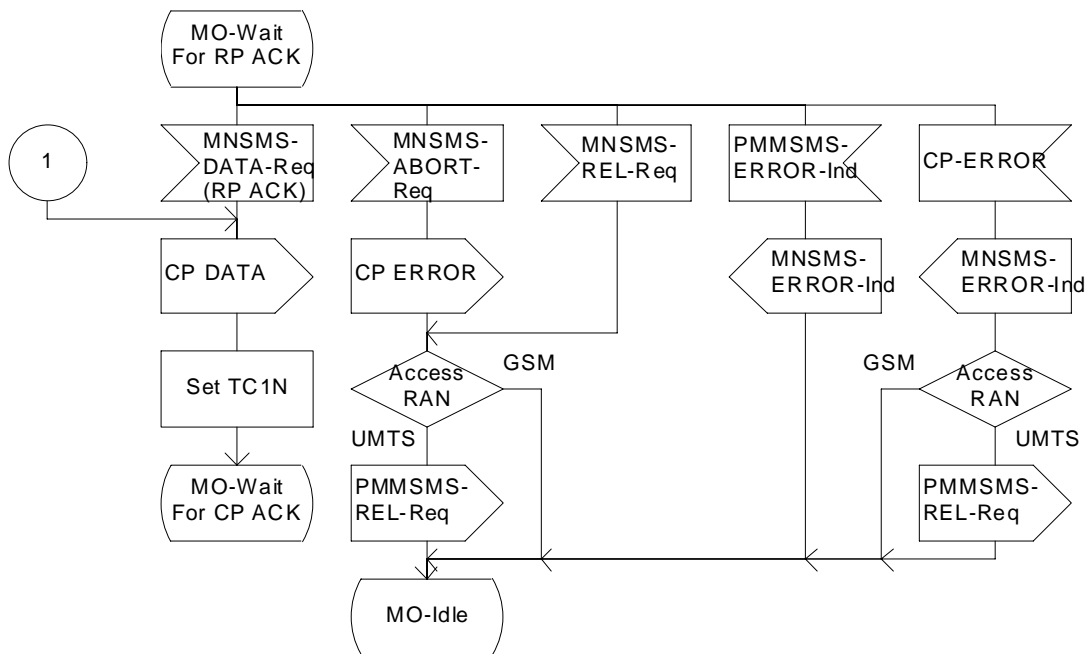 MO-Wait
For RP ACK
1
MNSMS-
DATA-Req
(RP ACK)
MNSMS-
ABORT-
Req
MNSMS-
REL-Req
PMMSMS-
ERROR-Ind
CP-ERROR
CP DATA
CP ERROR
MNSMS-
ERROR-Ind
MNSMS-
ERROR-Ind
Set TC1N
Access
RAN
GSM
UMTS
GSM
Access
RAN
UMTS
MO-Wait
For CP ACK
PMMSMS-
REL-Req
PMMSMS-
REL-Req
MO-Idle